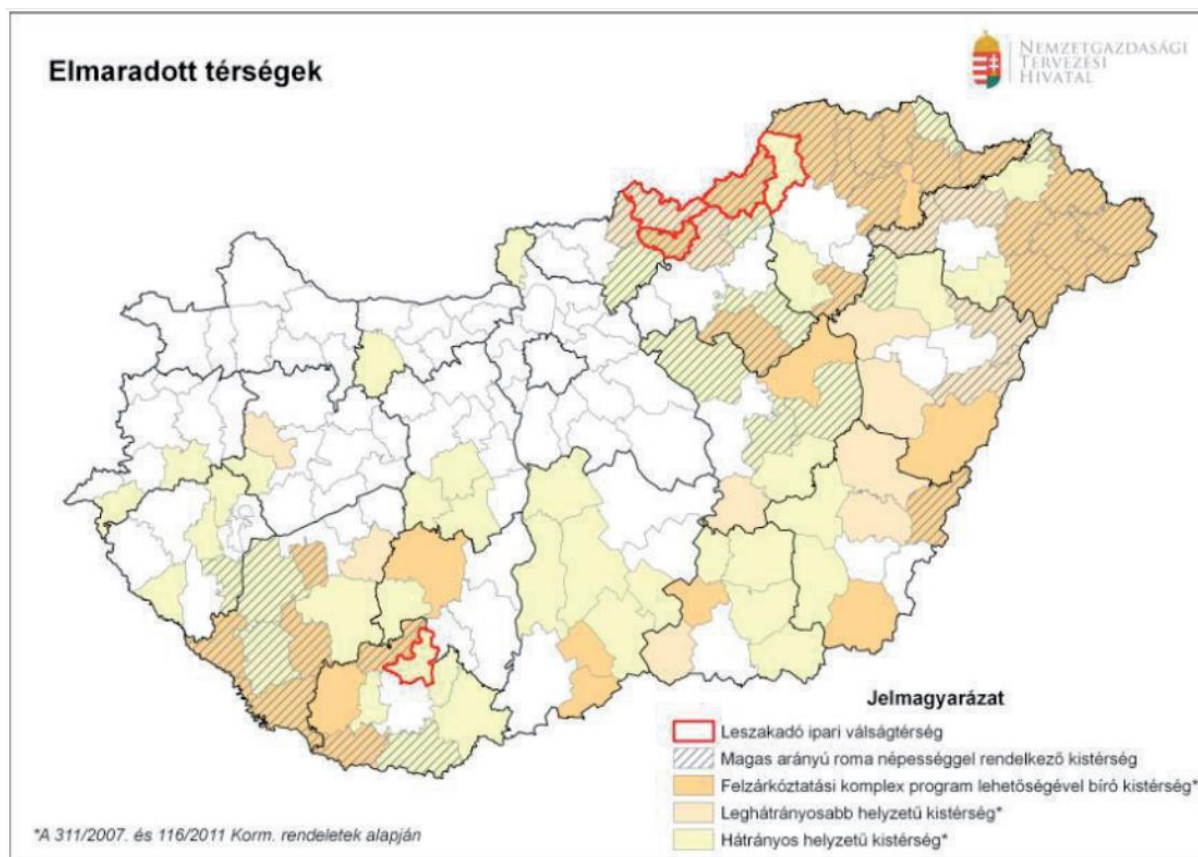 Elmaradott térségek
NEMZETGAZDASÁGI
TERVEZÉSI
HIVATAL
Jelmagyarázat
Leszakadó ipari válságtérség
Magas arányú roma népességgel rendelkező kistérség
Felzárkóztatási komplex program lehetőségével bíró kistérség*
Leghátrányosabb helyzetű kistérség*
Hátrányos helyzetű kistérség*
*A 311/2007. és 116/2011 Korm. rendeletek alapján